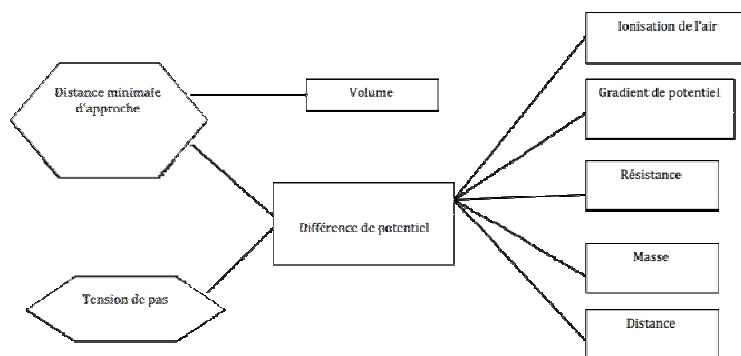 Ionisation de l'air
Distance minimale
d'approche
Volume
Gradient de potentiel
Résistance
Différence de potentiel
Masse
Tension de pas
Distance